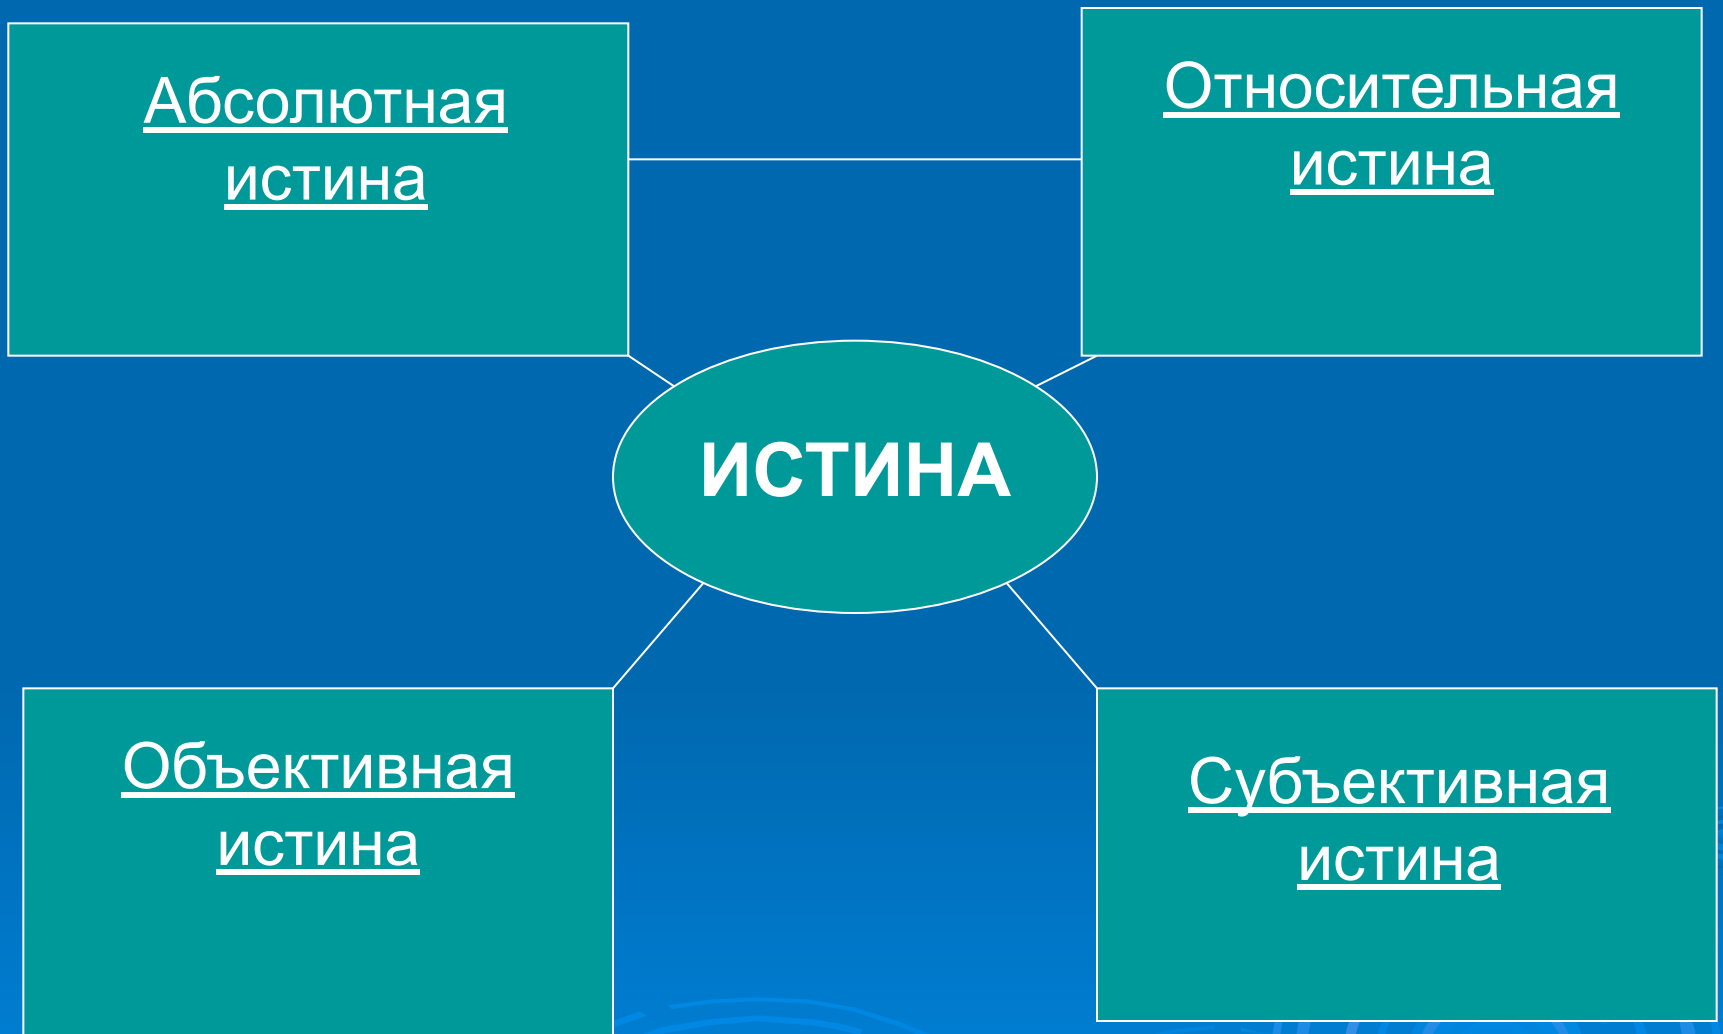 Абсолютная
истина
Относительная
истина
ИСТИНА
Объективная
истина
Субъективная
истина